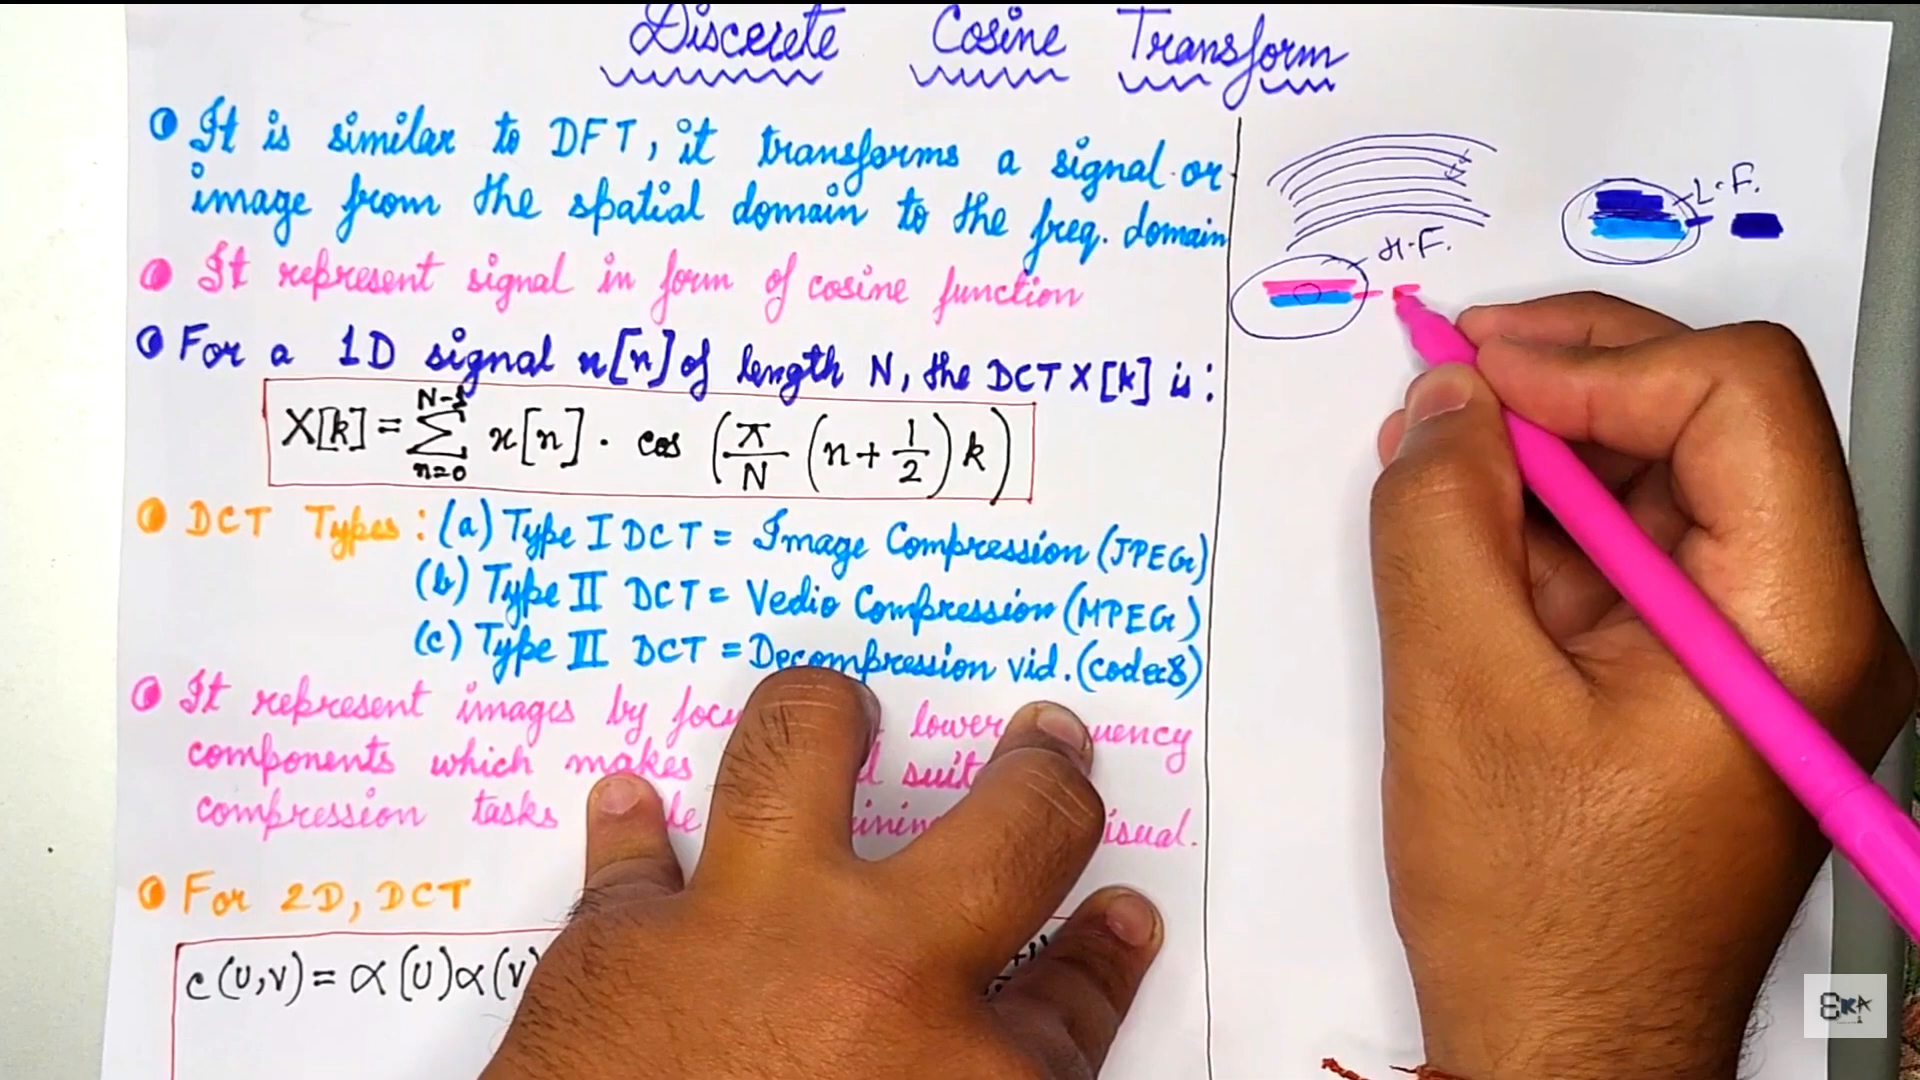 Discrete Cosine Transform
It is similar to DFT, it transforms a signal or
image from the spatial domain to the freq. domain
It represent signal in form of cosine function
For a 1D signal x[n] of length N, the DCT X[k] is:
X[k] = Σ_{n=0}^{N-1} x[n] · cos (π/N (n + 1/2) k)
DCT Types: (a) Type I DCT = Image Compression (JPEG)
(b) Type II DCT = Vedio Compression (MPEG)
(c) Type III DCT = Decompression vid. (codecs)
It represent images by lower
components which makes
compression tasks
For 2D, DCT
c(u,v) = α(u)α(v)
L.F.
H.F.
EKA